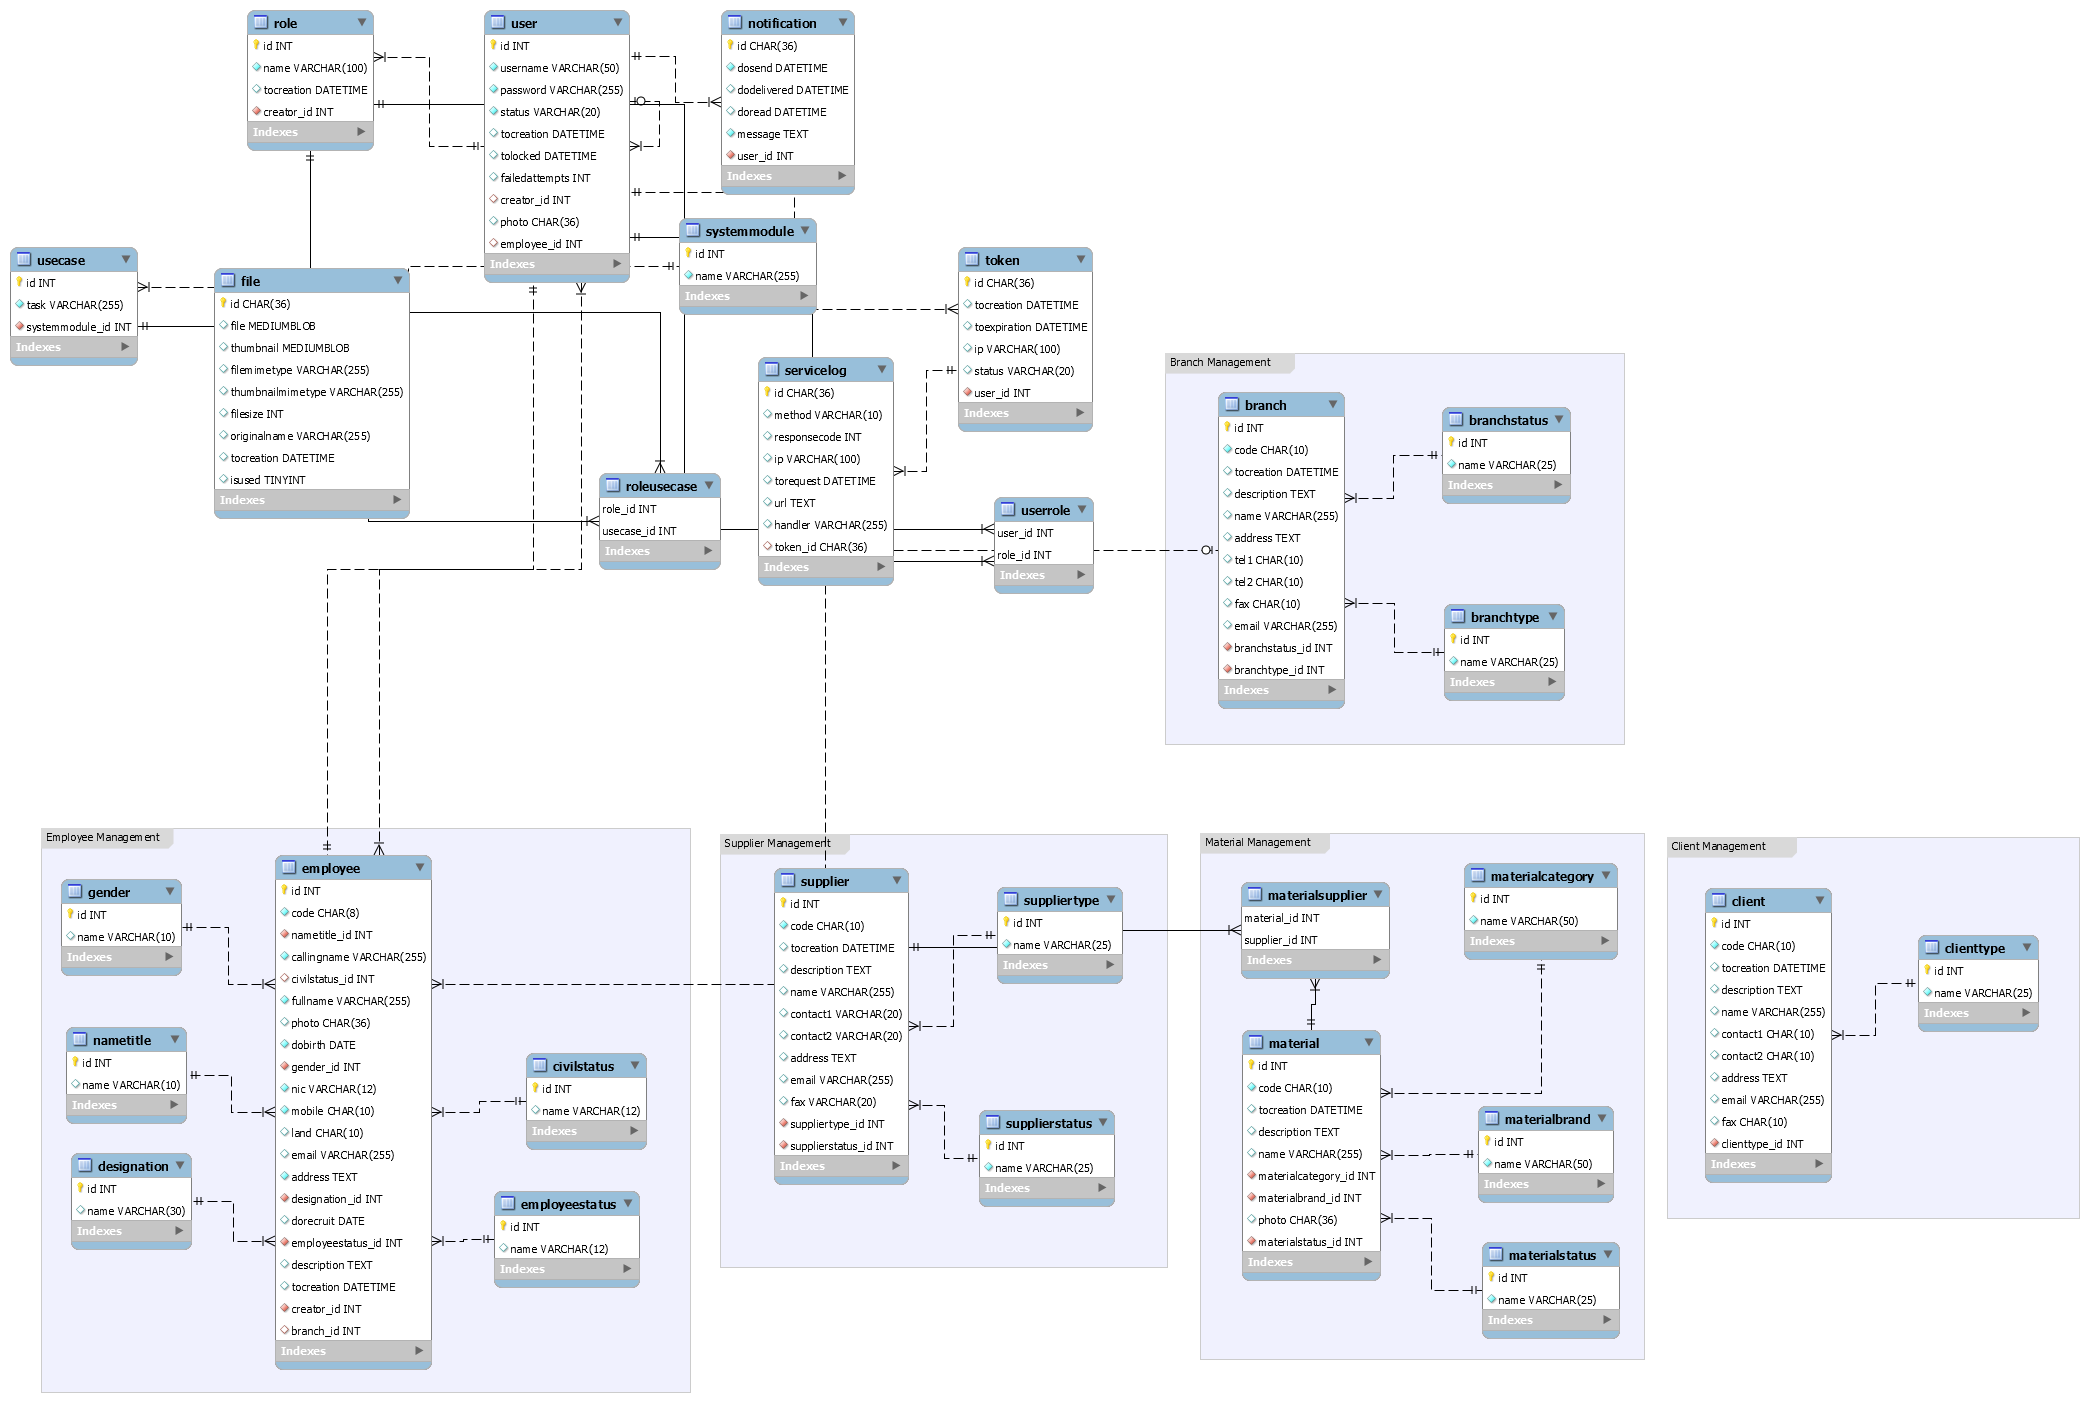 role
id INT
name VARCHAR(100)
tocreation DATETIME
creator_id INT
Indexes
user
id INT
username VARCHAR(50)
password VARCHAR(255)
status VARCHAR(20)
tocreation DATETIME
tolocked DATETIME
failedattempts INT
creator_id INT
photo CHAR(36)
employee_id INT
Indexes
notification
id CHAR(36)
dosend DATETIME
dodelivered DATETIME
doread DATETIME
message TEXT
user_id INT
Indexes
usecase
id INT
task VARCHAR(255)
systemmodule_id INT
Indexes
file
id CHAR(36)
file MEDIUMBLOB
thumbnail MEDIUMBLOB
filemimetype VARCHAR(255)
thumbnailmimetype VARCHAR(255)
filesize INT
originalname VARCHAR(255)
tocreation DATETIME
isused TINYINT
Indexes
systemmodule
id INT
name VARCHAR(255)
Indexes
token
id CHAR(36)
tocreation DATETIME
toexpiration DATETIME
ip VARCHAR(100)
status VARCHAR(20)
user_id INT
Indexes
servicelog
id CHAR(36)
method VARCHAR(10)
responsecode INT
ip VARCHAR(100)
torequest DATETIME
url TEXT
handler VARCHAR(255)
token_id CHAR(36)
Indexes
roleusecase
role_id INT
usecase_id INT
Indexes
userrole
user_id INT
role_id INT
Indexes
Branch Management
branch
id INT
code CHAR(10)
tocreation DATETIME
description TEXT
name VARCHAR(255)
address TEXT
tel1 CHAR(10)
tel2 CHAR(10)
fax CHAR(10)
email VARCHAR(255)
branchstatus_id INT
branchtype_id INT
Indexes
branchstatus
id INT
name VARCHAR(25)
Indexes
branchtype
id INT
name VARCHAR(25)
Indexes
Employee Management
gender
id INT
name VARCHAR(10)
Indexes
nametitle
id INT
name VARCHAR(10)
Indexes
designation
id INT
name VARCHAR(30)
Indexes
employee
id INT
code CHAR(8)
nametitle_id INT
callingname VARCHAR(255)
civilstatus_id INT
fullname VARCHAR(255)
photo CHAR(36)
dobirth DATE
gender_id INT
nic VARCHAR(12)
mobile CHAR(10)
land CHAR(10)
email VARCHAR(255)
address TEXT
designation_id INT
dorecruit DATE
employeestatus_id INT
description TEXT
tocreation DATETIME
creator_id INT
branch_id INT
Indexes
civilstatus
id INT
name VARCHAR(12)
Indexes
employeestatus
id INT
name VARCHAR(12)
Indexes
Supplier Management
supplier
id INT
code CHAR(10)
tocreation DATETIME
description TEXT
name VARCHAR(255)
contact1 VARCHAR(20)
contact2 VARCHAR(20)
address TEXT
email VARCHAR(255)
fax VARCHAR(20)
suppliertype_id INT
supplierstatus_id INT
Indexes
suppliertype
id INT
name VARCHAR(25)
Indexes
supplierstatus
id INT
name VARCHAR(25)
Indexes
Material Management
materialsupplier
material_id INT
supplier_id INT
Indexes
material
id INT
code CHAR(10)
tocreation DATETIME
description TEXT
name VARCHAR(255)
materialcategory_id INT
materialbrand_id INT
photo CHAR(36)
materialstatus_id INT
Indexes
materialcategory
id INT
name VARCHAR(50)
Indexes
materialbrand
id INT
name VARCHAR(50)
Indexes
materialstatus
id INT
name VARCHAR(25)
Indexes
Client Management
client
id INT
code CHAR(10)
tocreation DATETIME
description TEXT
name VARCHAR(255)
contact1 CHAR(10)
contact2 CHAR(10)
address TEXT
email VARCHAR(255)
fax CHAR(10)
clienttype_id INT
Indexes
clienttype
id INT
name VARCHAR(25)
Indexes